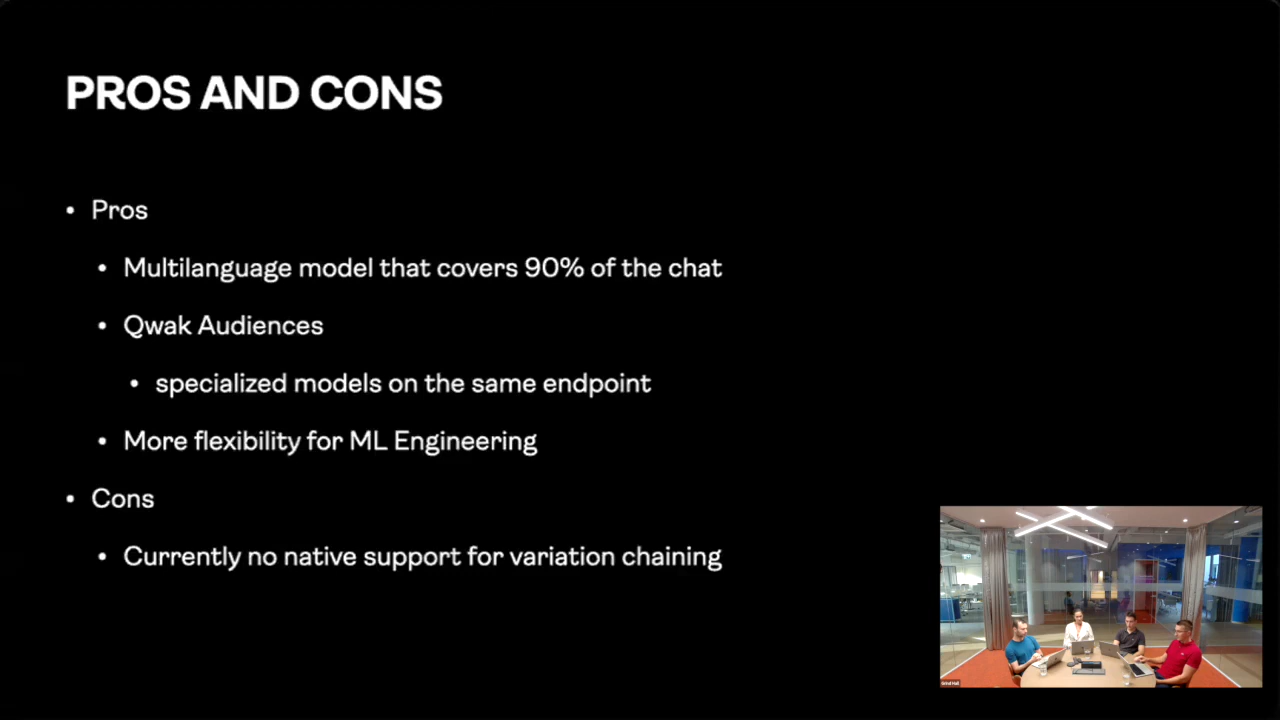 PROS AND CONS
• Pros
• Multilanguage model that covers 90% of the chat
• Qwak Audiences
• specialized models on the same endpoint
• More flexibility for ML Engineering
• Cons
• Currently no native support for variation chaining